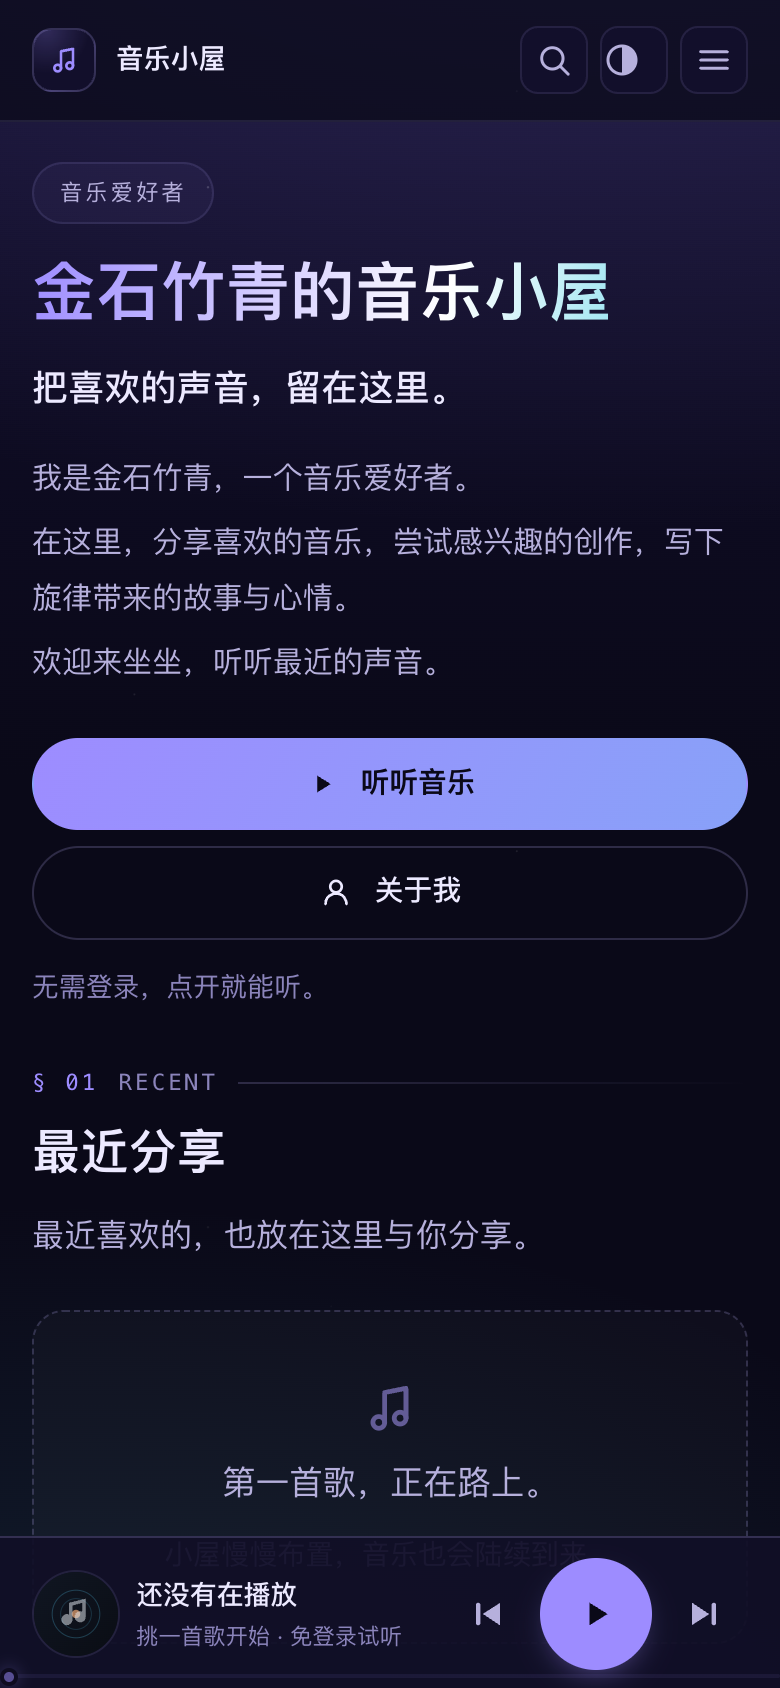 音乐小屋
音乐爱好者
金石竹青的音乐小屋
把喜欢的声音，留在这里。
我是金石竹青，一个音乐爱好者。
在这里，分享喜欢的音乐，尝试感兴趣的创作，写下
旋律带来的故事与心情。
欢迎来坐坐，听听最近的声音。
听听音乐
关于我
无需登录，点开就能听。
§ 01 RECENT
最近分享
最近喜欢的，也放在这里与你分享。
第一首歌，正在路上。
小屋慢慢布置，音乐也会陆续到来
还没有在播放
挑一首歌开始 · 免登录试听